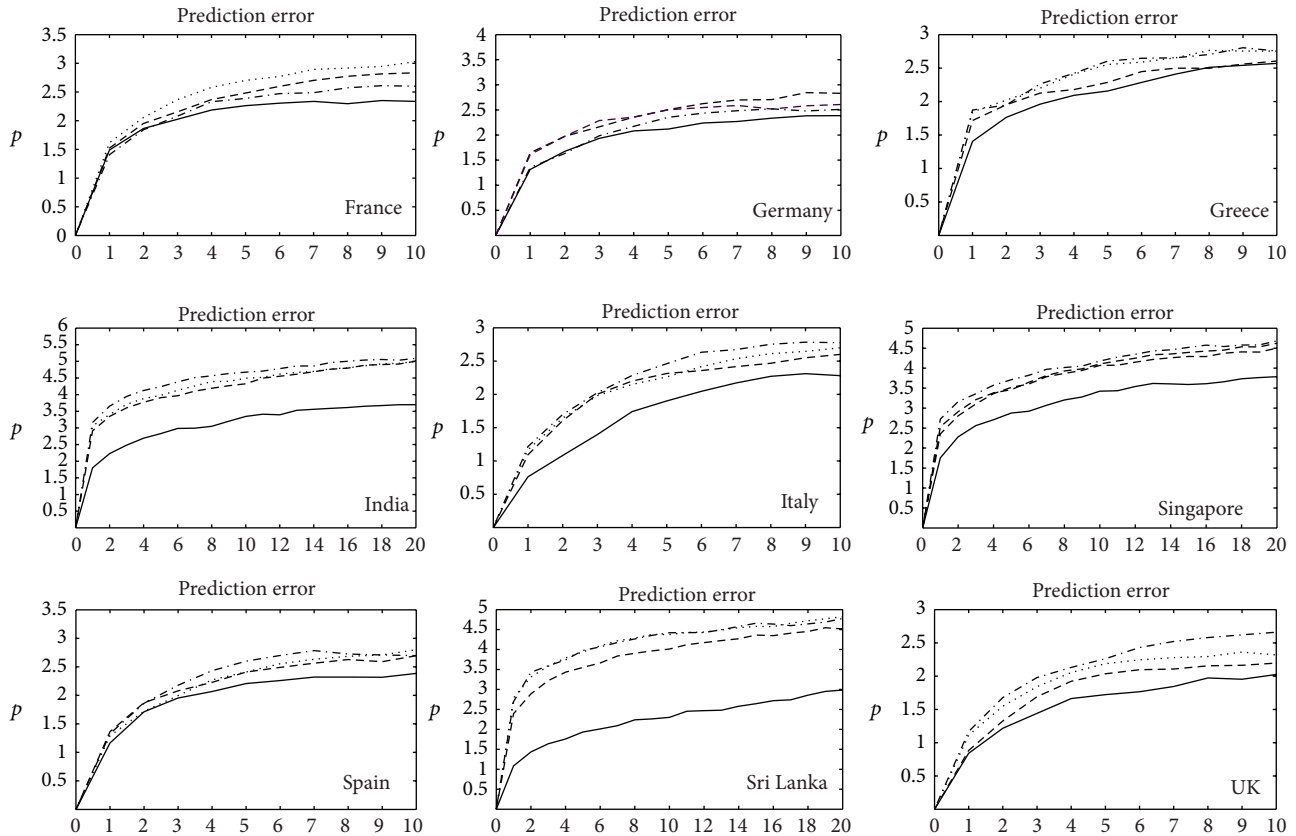 Prediction error
3.5
3
2.5
2
1.5
1
0.5
0
p
France
0 1 2 3 4 5 6 7 8 9 10
Prediction error
4
3.5
3
2.5
2
1.5
1
0.5
p
Germany
0 1 2 3 4 5 6 7 8 9 10
Prediction error
3
2.5
2
1.5
1
0.5
p
Greece
0 1 2 3 4 5 6 7 8 9 10
Prediction error
6
5.5
5
4.5
4
3.5
3
2.5
2
1.5
1
0.5
p
India
0 2 4 6 8 10 12 14 16 18 20
Prediction error
3
2.5
2
1.5
1
0.5
p
Italy
0 1 2 3 4 5 6 7 8 9 10
Prediction error
5
4.5
4
3.5
3
2.5
2
1.5
1
0.5
p
Singapore
0 2 4 6 8 10 12 14 16 18 20
Prediction error
3.5
3
2.5
2
1.5
1
0.5
p
Spain
0 1 2 3 4 5 6 7 8 9 10
Prediction error
5
4.5
4
3.5
3
2.5
2
1.5
1
0.5
p
Sri Lanka
0 2 4 6 8 10 12 14 16 18 20
Prediction error
3
2.5
2
1.5
1
0.5
p
UK
0 1 2 3 4 5 6 7 8 9 10